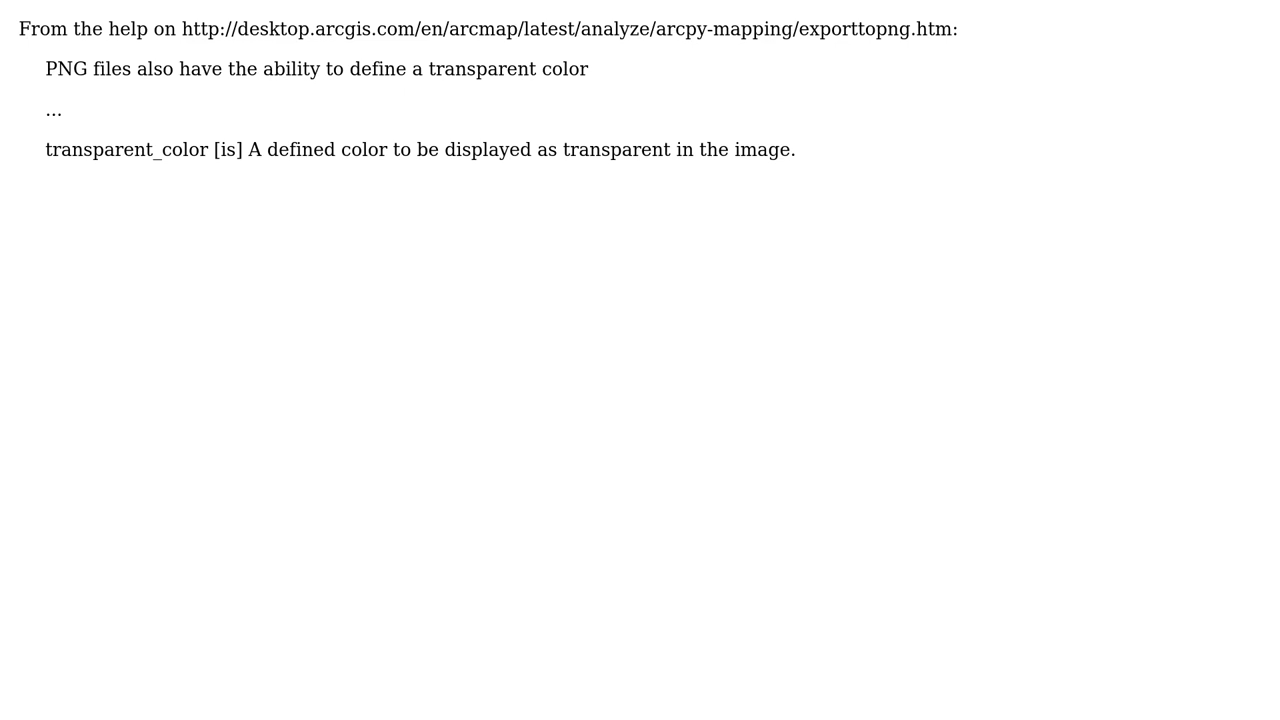 From the help on http://desktop.arcgis.com/en/arcmap/latest/analyze/arcpy-mapping/exporttopng.htm:
PNG files also have the ability to define a transparent color
...
transparent_color [is] A defined color to be displayed as transparent in the image.